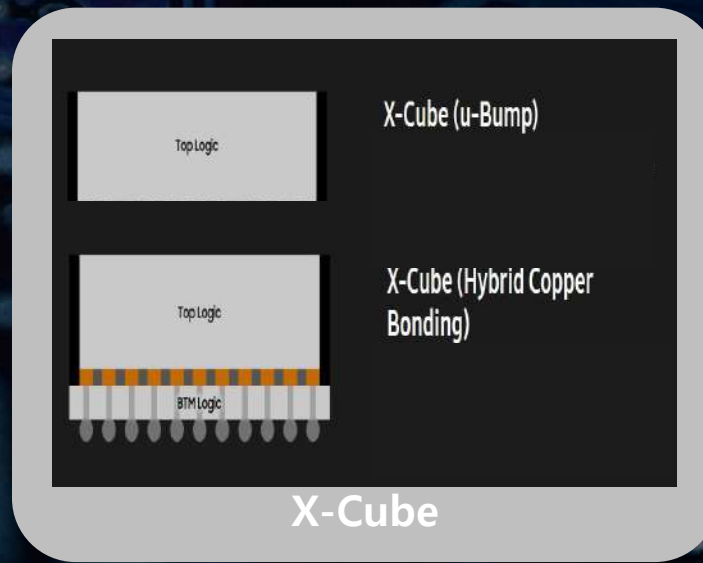 Top Logic
X-Cube (u-Bump)
Top Logic
X-Cube (Hybrid Copper
Bonding)
BTM Logic
X-Cube